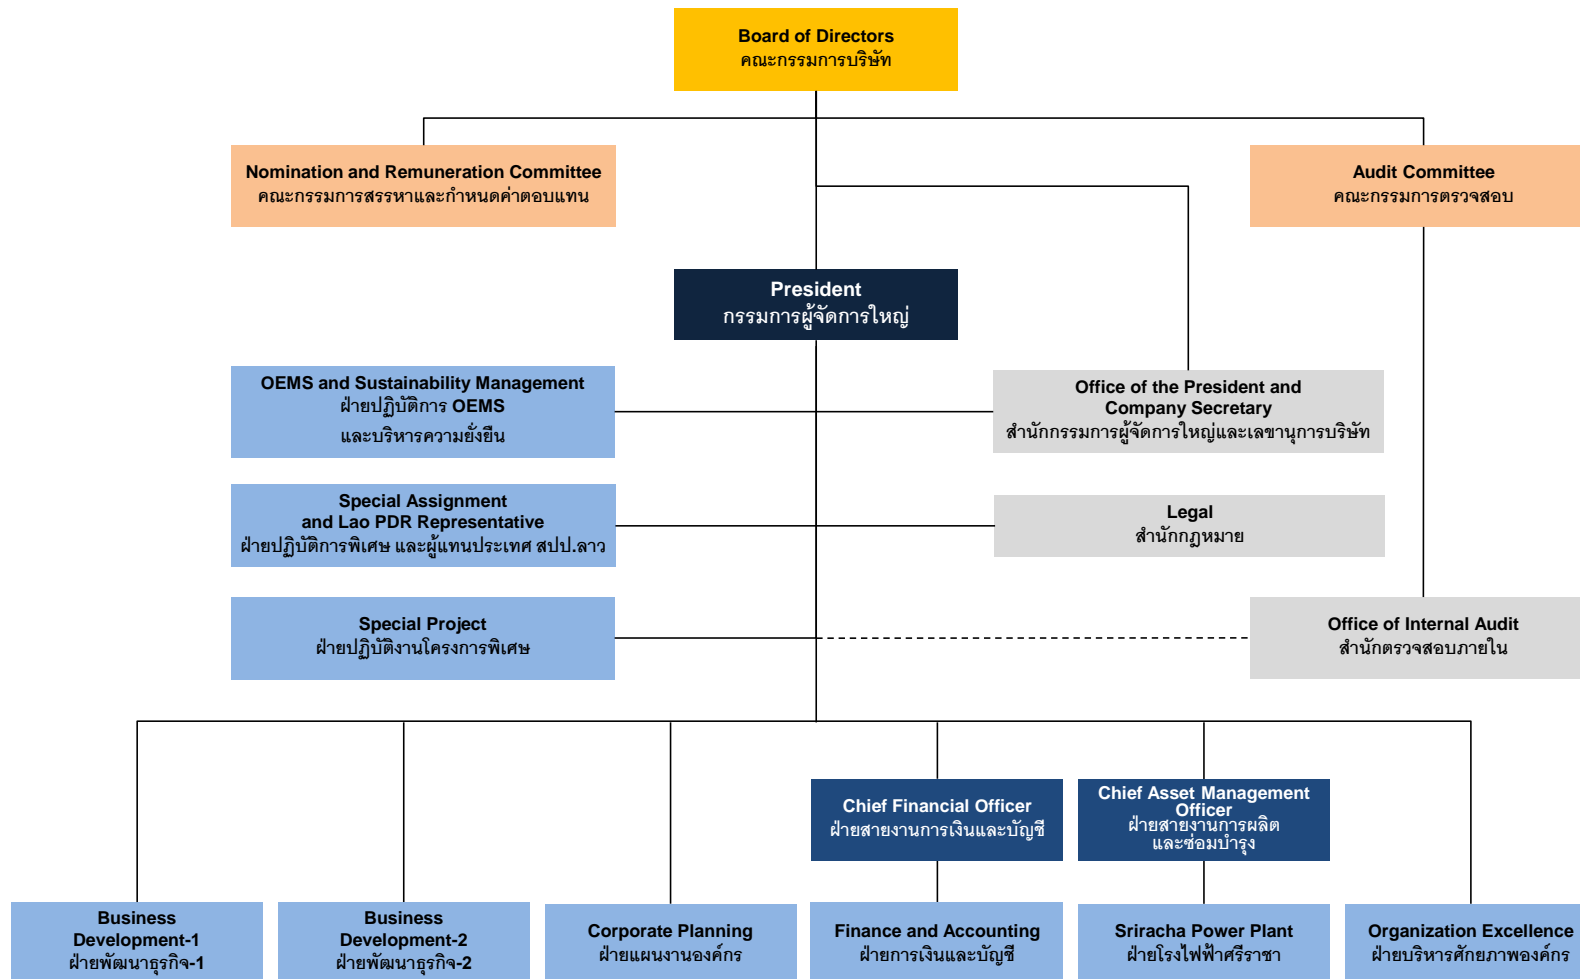 Board of Directors
คณะกรรมการบริษัท
Nomination and Remuneration Committee
คณะกรรมการสรรหาและกำหนดค่าตอบแทน
Audit Committee
คณะกรรมการตรวจสอบ
President
กรรมการผู้จัดการใหญ่
OEMS and Sustainability Management
ฝ่ายปฏิบัติการ OEMS
และบริหารความยั่งยืน
Office of the President and
Company Secretary
สำนักกรรมการผู้จัดการใหญ่และเลขานุการบริษัท
Special Assignment
and Lao PDR Representative
ฝ่ายปฏิบัติการพิเศษ และผู้แทนประเทศ สปป.ลาว
Legal
สำนักกฎหมาย
Special Project
ฝ่ายปฏิบัติงานโครงการพิเศษ
Office of Internal Audit
สำนักตรวจสอบภายใน
Chief Financial Officer
ฝ่ายสายงานการเงินและบัญชี
Chief Asset Management
Officer
ฝ่ายสายงานการผลิต
และซ่อมบำรุง
Business
Development-1
ฝ่ายพัฒนาธุรกิจ-1
Business
Development-2
ฝ่ายพัฒนาธุรกิจ-2
Corporate Planning
ฝ่ายแผนงานองค์กร
Finance and Accounting
ฝ่ายการเงินและบัญชี
Sriracha Power Plant
ฝ่ายโรงไฟฟ้าศรีราชา
Organization Excellence
ฝ่ายบริหารศักยภาพองค์กร